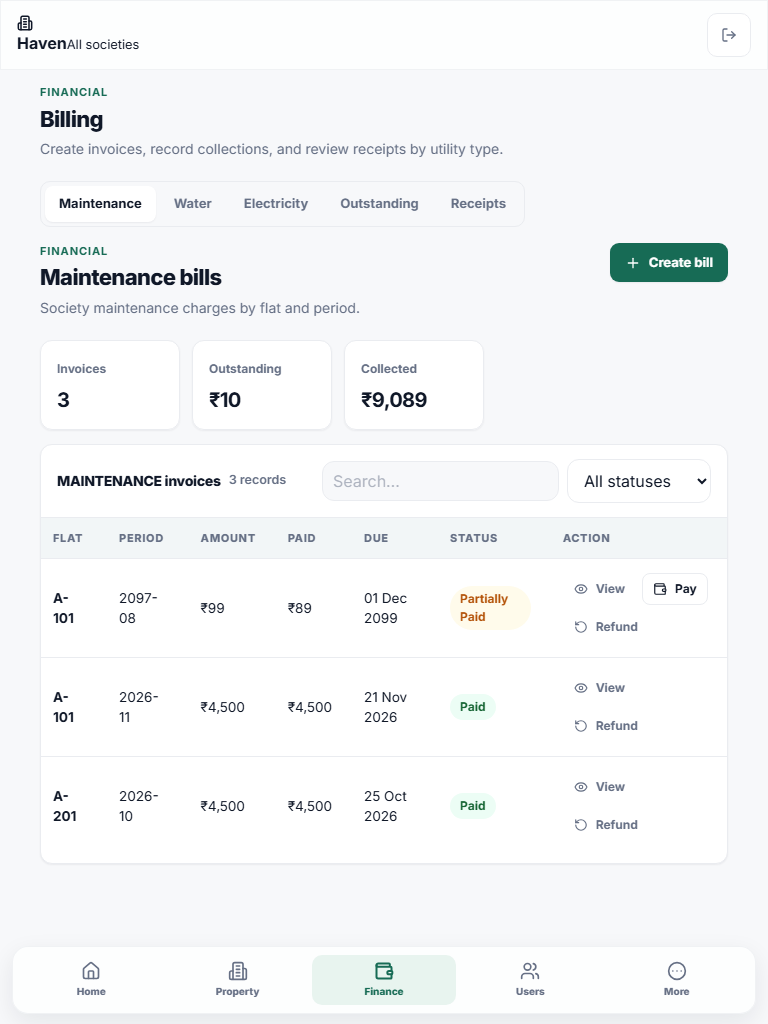 HavenAll societies
FINANCIAL
Billing
Create invoices, record collections, and review receipts by utility type.
Maintenance Water Electricity Outstanding Receipts
FINANCIAL
Maintenance bills
Society maintenance charges by flat and period.
Create bill
Invoices
3
Outstanding
₹10
Collected
₹9,089
MAINTENANCE invoices 3 records Search... All statuses
FLAT PERIOD AMOUNT PAID DUE STATUS ACTION
A-101 2097-08 ₹99 ₹89 01 Dec 2099 Partially Paid View Pay Refund
A-101 2026-11 ₹4,500 ₹4,500 21 Nov 2026 Paid View Refund
A-201 2026-10 ₹4,500 ₹4,500 25 Oct 2026 Paid View Refund
Home Property Finance Users More